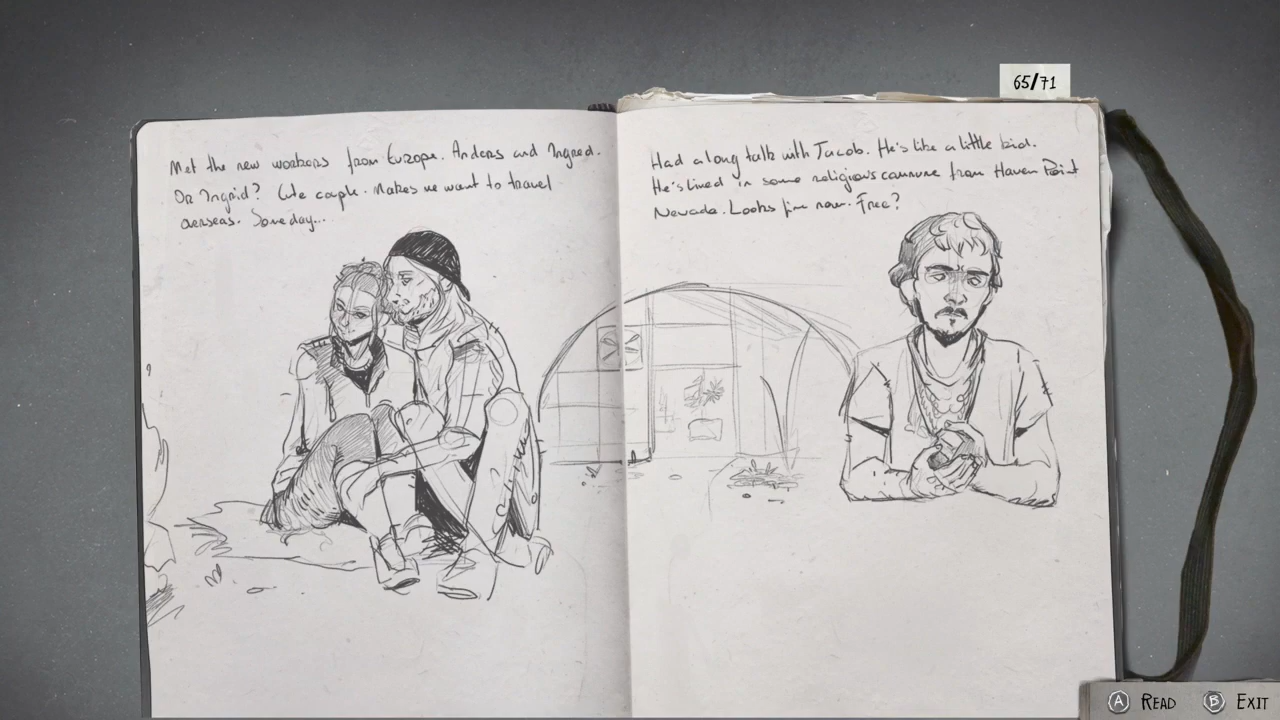 Met the new workers from Europe. Anders and Ingred.
Or Ingrid? Cute couple. Makes me want to travel
overseas. Someday...
65/71
Had a long talk with Jacob. He's like a little kid.
He's lived in some religious commune from Haven Point
Nevada. Looks fine now. Free?
A READ B EXIT